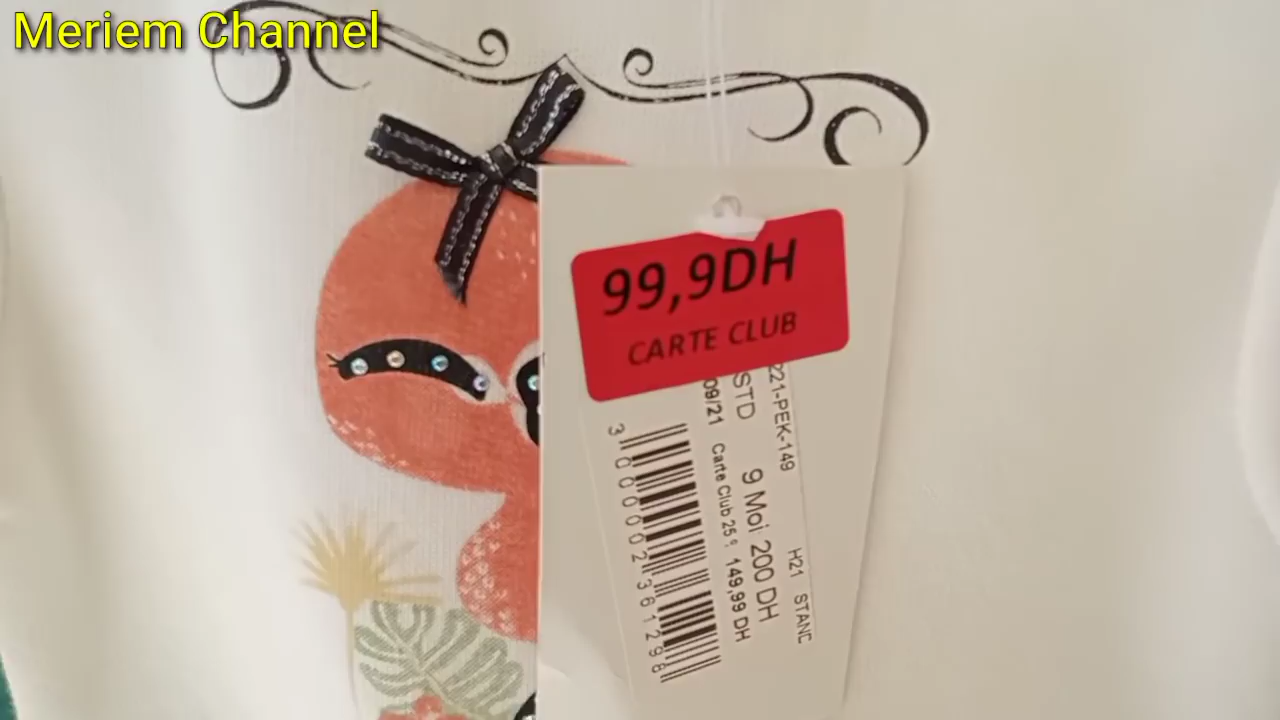 Meriem Channel
99,9DH
CARTE CLUB
221-PEK-149
H21 STANC
STD
9 Moi 200 DH
09/21 Carte Club 25 149,99 DH
3000002361298